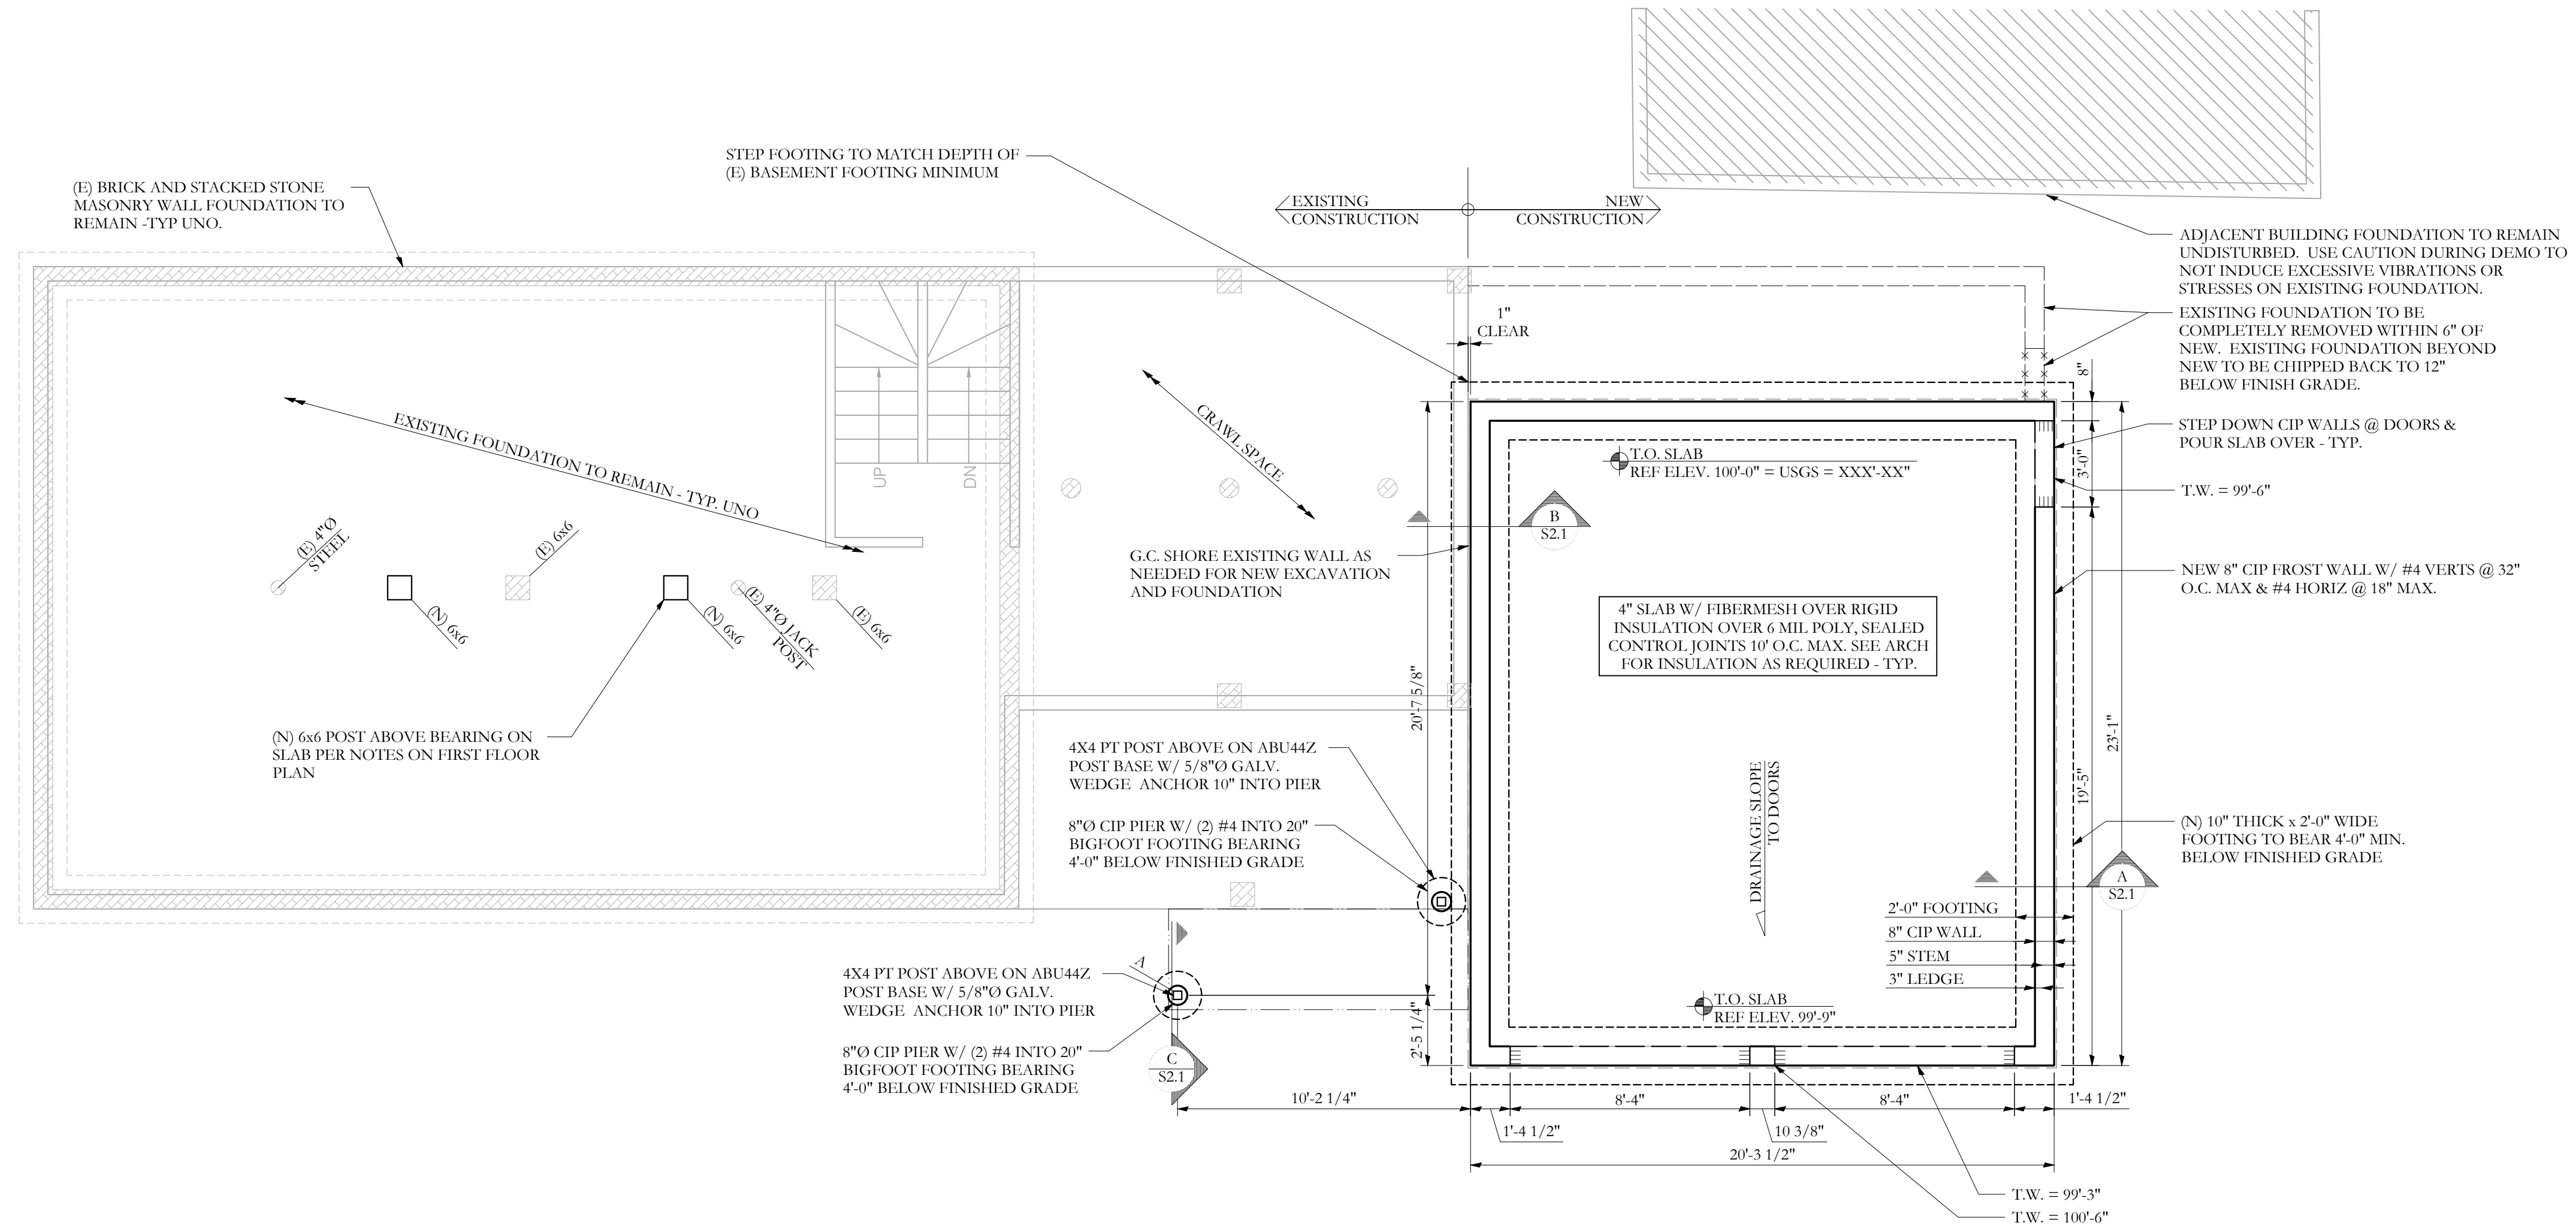 STEP FOOTING TO MATCH DEPTH OF
(E) BASEMENT FOOTING MINIMUM
(E) BRICK AND STACKED STONE
MASONRY WALL FOUNDATION TO
REMAIN -TYP UNO.
EXISTING
CONSTRUCTION
NEW
CONSTRUCTION
ADJACENT BUILDING FOUNDATION TO REMAIN
UNDISTURBED. USE CAUTION DURING DEMO TO
NOT INDUCE EXCESSIVE VIBRATIONS OR
STRESSES ON EXISTING FOUNDATION.
EXISTING FOUNDATION TO BE
COMPLETELY REMOVED WITHIN 6" OF
NEW. EXISTING FOUNDATION BEYOND
NEW TO BE CHIPPED BACK TO 12"
BELOW FINISH GRADE.
1"
CLEAR
8"
STEP DOWN CIP WALLS @ DOORS &
POUR SLAB OVER - TYP.
3'-0"
T.W. = 99'-6"
EXISTING FOUNDATION TO REMAIN - TYP. UNO
UP
DN
CRAWL SPACE
T.O. SLAB
REF ELEV. 100'-0" = USGS = XXX'-XX"
B
S2.1
(E) 4"Ø
STEEL
(E) 6x6
(N) 6x6
(N) 6x6
(E) 4"Ø JACK
POST
(E) 6x6
G.C. SHORE EXISTING WALL AS
NEEDED FOR NEW EXCAVATION
AND FOUNDATION
NEW 8" CIP FROST WALL W/ #4 VERTS @ 32"
O.C. MAX & #4 HORIZ @ 18" MAX.
4" SLAB W/ FIBERMESH OVER RIGID
INSULATION OVER 6 MIL POLY, SEALED
CONTROL JOINTS 10' O.C. MAX. SEE ARCH
FOR INSULATION AS REQUIRED - TYP.
20'-7 5/8"
23'-1"
19'-5"
(N) 6x6 POST ABOVE BEARING ON
SLAB PER NOTES ON FIRST FLOOR
PLAN
4X4 PT POST ABOVE ON ABU44Z
POST BASE W/ 5/8"Ø GALV.
WEDGE ANCHOR 10" INTO PIER
8"Ø CIP PIER W/ (2) #4 INTO 20"
BIGFOOT FOOTING BEARING
4'-0" BELOW FINISHED GRADE
DRAINAGE SLOPE
TO DOORS
(N) 10" THICK x 2'-0" WIDE
FOOTING TO BEAR 4'-0" MIN.
BELOW FINISHED GRADE
A
S2.1
2'-0" FOOTING
8" CIP WALL
5" STEM
3" LEDGE
A
4X4 PT POST ABOVE ON ABU44Z
POST BASE W/ 5/8"Ø GALV.
WEDGE ANCHOR 10" INTO PIER
8"Ø CIP PIER W/ (2) #4 INTO 20"
BIGFOOT FOOTING BEARING
4'-0" BELOW FINISHED GRADE
C
S2.1
2'-5 1/4"
T.O. SLAB
REF ELEV. 99'-9"
10'-2 1/4"
8'-4"
8'-4"
1'-4 1/2"
1'-4 1/2"
10 3/8"
20'-3 1/2"
T.W. = 99'-3"
T.W. = 100'-6"